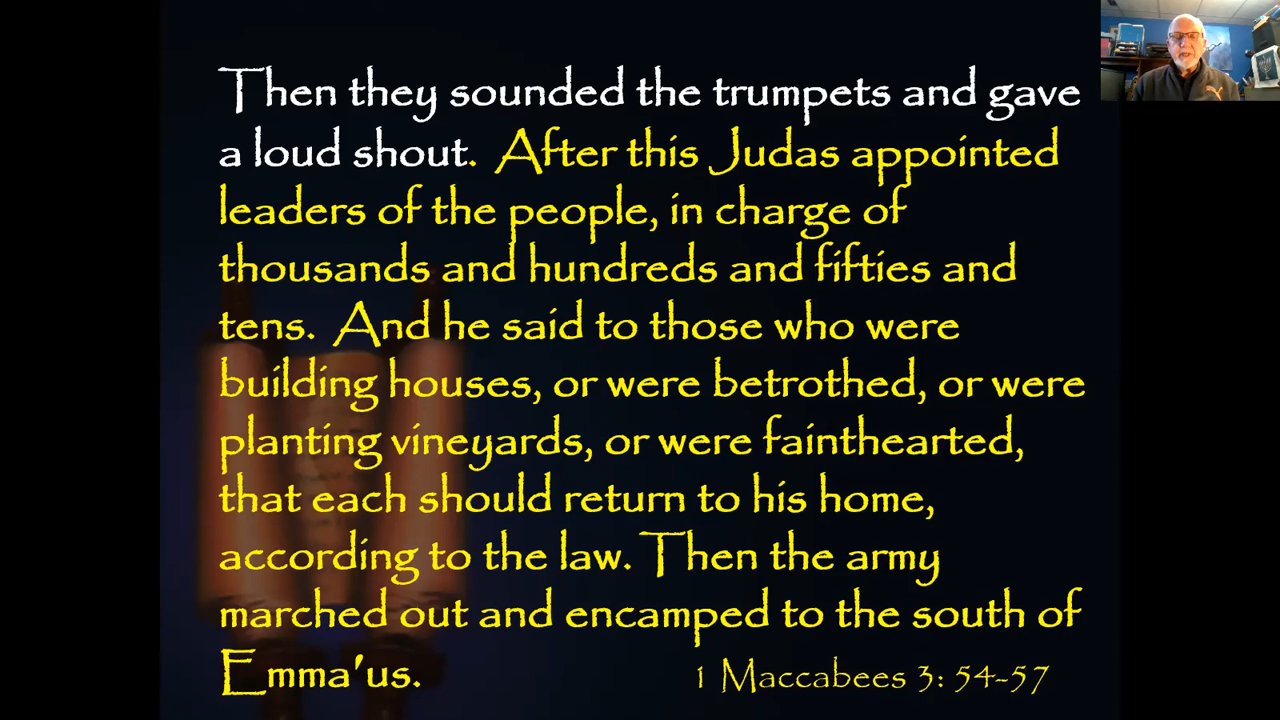 Then they sounded the trumpets and gave
a loud shout.  After this Judas appointed
leaders of the people, in charge of
thousands and hundreds and fifties and
tens.  And he said to those who were
building houses, or were betrothed, or were
planting vineyards, or were fainthearted,
that each should return to his home,
according to the law. Then the army
marched out and encamped to the south of
Emma'us.
1 Maccabees 3: 54-57